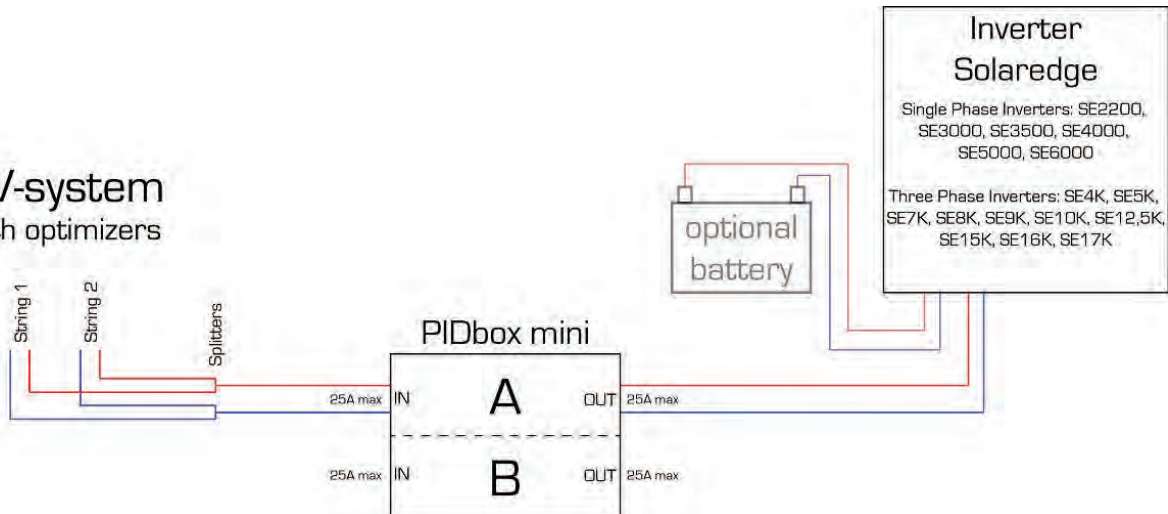 Inverter
Solaredge
Single Phase Inverters: SE2200,
SE3000, SE3500, SE4000,
SE5000, SE6000
Three Phase Inverters: SE4K, SE5K,
SE7K, SE8K, SE9K, SE10K, SE12,5K,
SE15K, SE16K, SE17K
V-system
th optimizers
optional
battery
String 1
String 2
Splitters
PIDbox mini
25A max IN A OUT 25A max
25A max IN B OUT 25A max